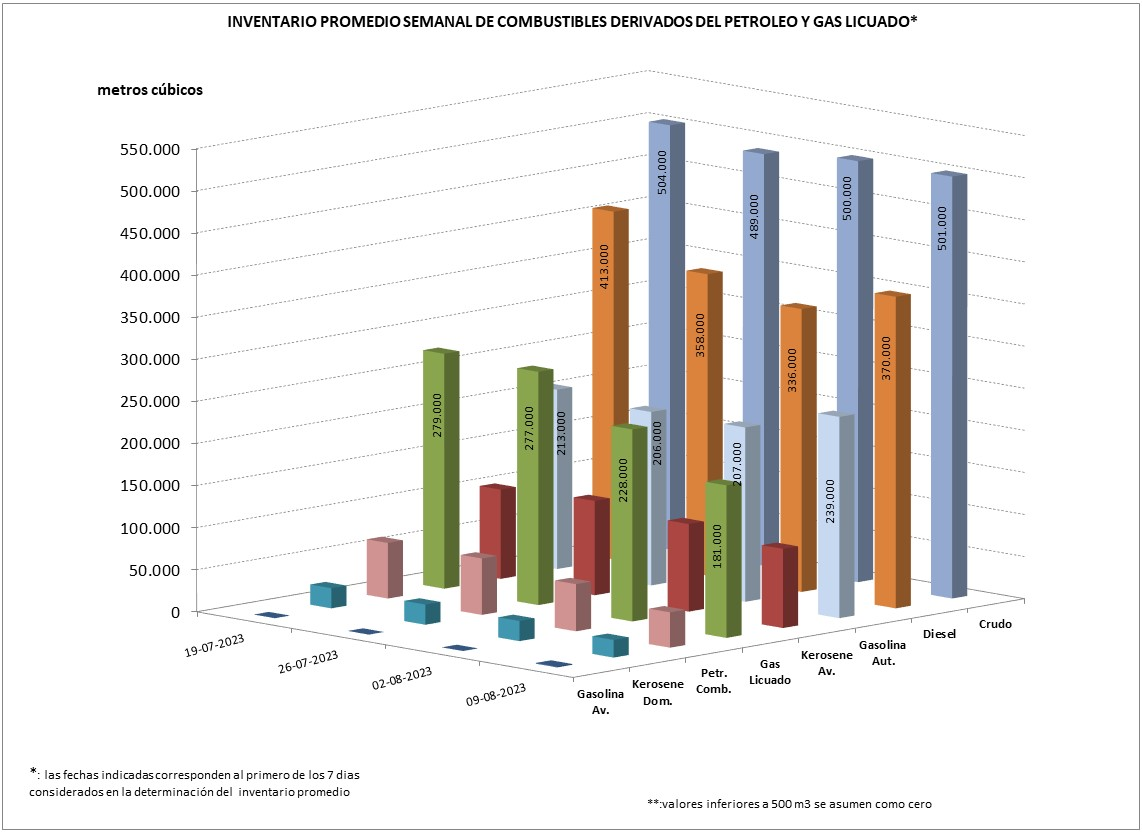 INVENTARIO PROMEDIO SEMANAL DE COMBUSTIBLES DERIVADOS DEL PETROLEO Y GAS LICUADO*
metros cúbicos
550.000
500.000
450.000
400.000
350.000
300.000
250.000
200.000
150.000
100.000
50.000
0
504.000
489.000
500.000
501.000
413.000
358.000
336.000
370.000
213.000
206.000
207.000
239.000
279.000
277.000
228.000
181.000
19-07-2023
26-07-2023
02-08-2023
09-08-2023
Gasolina
Av.
Kerosene
Dom.
Petr.
Comb.
Gas
Licuado
Kerosene
Av.
Gasolina
Aut.
Diesel
Crudo
*: las fechas indicadas corresponden al primero de los 7 dias
considerados en la determinación del inventario promedio
**:valores inferiores a 500 m3 se asumen como cero